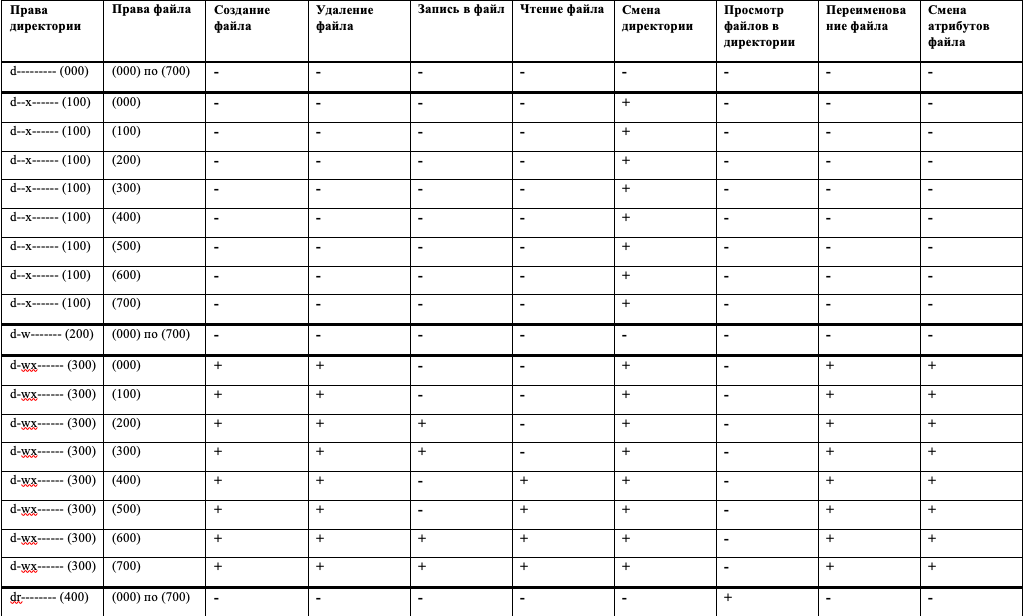 Права директории | Права файла | Создание файла | Удаление файла | Запись в файл | Чтение файла | Смена директории | Просмотр файлов в директории | Переименова ние файла | Смена атрибутов файла
d--------- (000) | (000) по (700) | - | - | - | - | - | - | - | -
d--x------ (100) | (000) | - | - | - | - | + | - | - | -
d--x------ (100) | (100) | - | - | - | - | + | - | - | -
d--x------ (100) | (200) | - | - | - | - | + | - | - | -
d--x------ (100) | (300) | - | - | - | - | + | - | - | -
d--x------ (100) | (400) | - | - | - | - | + | - | - | -
d--x------ (100) | (500) | - | - | - | - | + | - | - | -
d--x------ (100) | (600) | - | - | - | - | + | - | - | -
d--x------ (100) | (700) | - | - | - | - | + | - | - | -
d-w------- (200) | (000) по (700) | - | - | - | - | - | - | - | -
d-wx------ (300) | (000) | + | + | - | - | + | - | + | +
d-wx------ (300) | (100) | + | + | - | - | + | - | + | +
d-wx------ (300) | (200) | + | + | + | - | + | - | + | +
d-wx------ (300) | (300) | + | + | + | - | + | - | + | +
d-wx------ (300) | (400) | + | + | - | + | + | - | + | +
d-wx------ (300) | (500) | + | + | - | + | + | - | + | +
d-wx------ (300) | (600) | + | + | + | + | + | - | + | +
d-wx------ (300) | (700) | + | + | + | + | + | - | + | +
dr-------- (400) | (000) по (700) | - | - | - | - | - | + | - | -